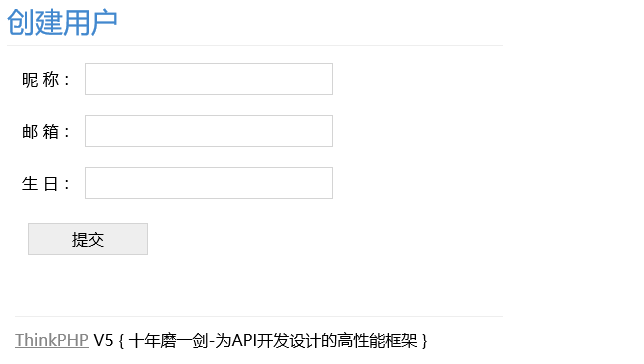 创建用户
昵 称：
邮 箱：
生 日：
提交
ThinkPHP V5 { 十年磨一剑-为API开发设计的高性能框架 }